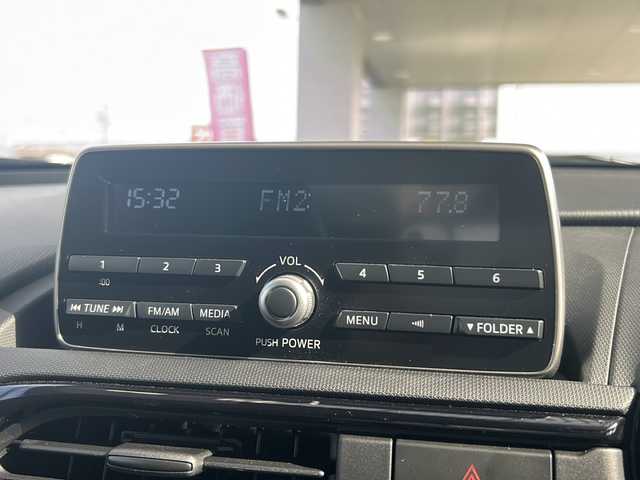 15:32 FM2: 77.8
1 2 3 VOL 4 5 6
:00
⏮ TUNE ⏭ FM/AM MEDIA MENU ▼ FOLDER ▲
H M CLOCK SCAN PUSH POWER